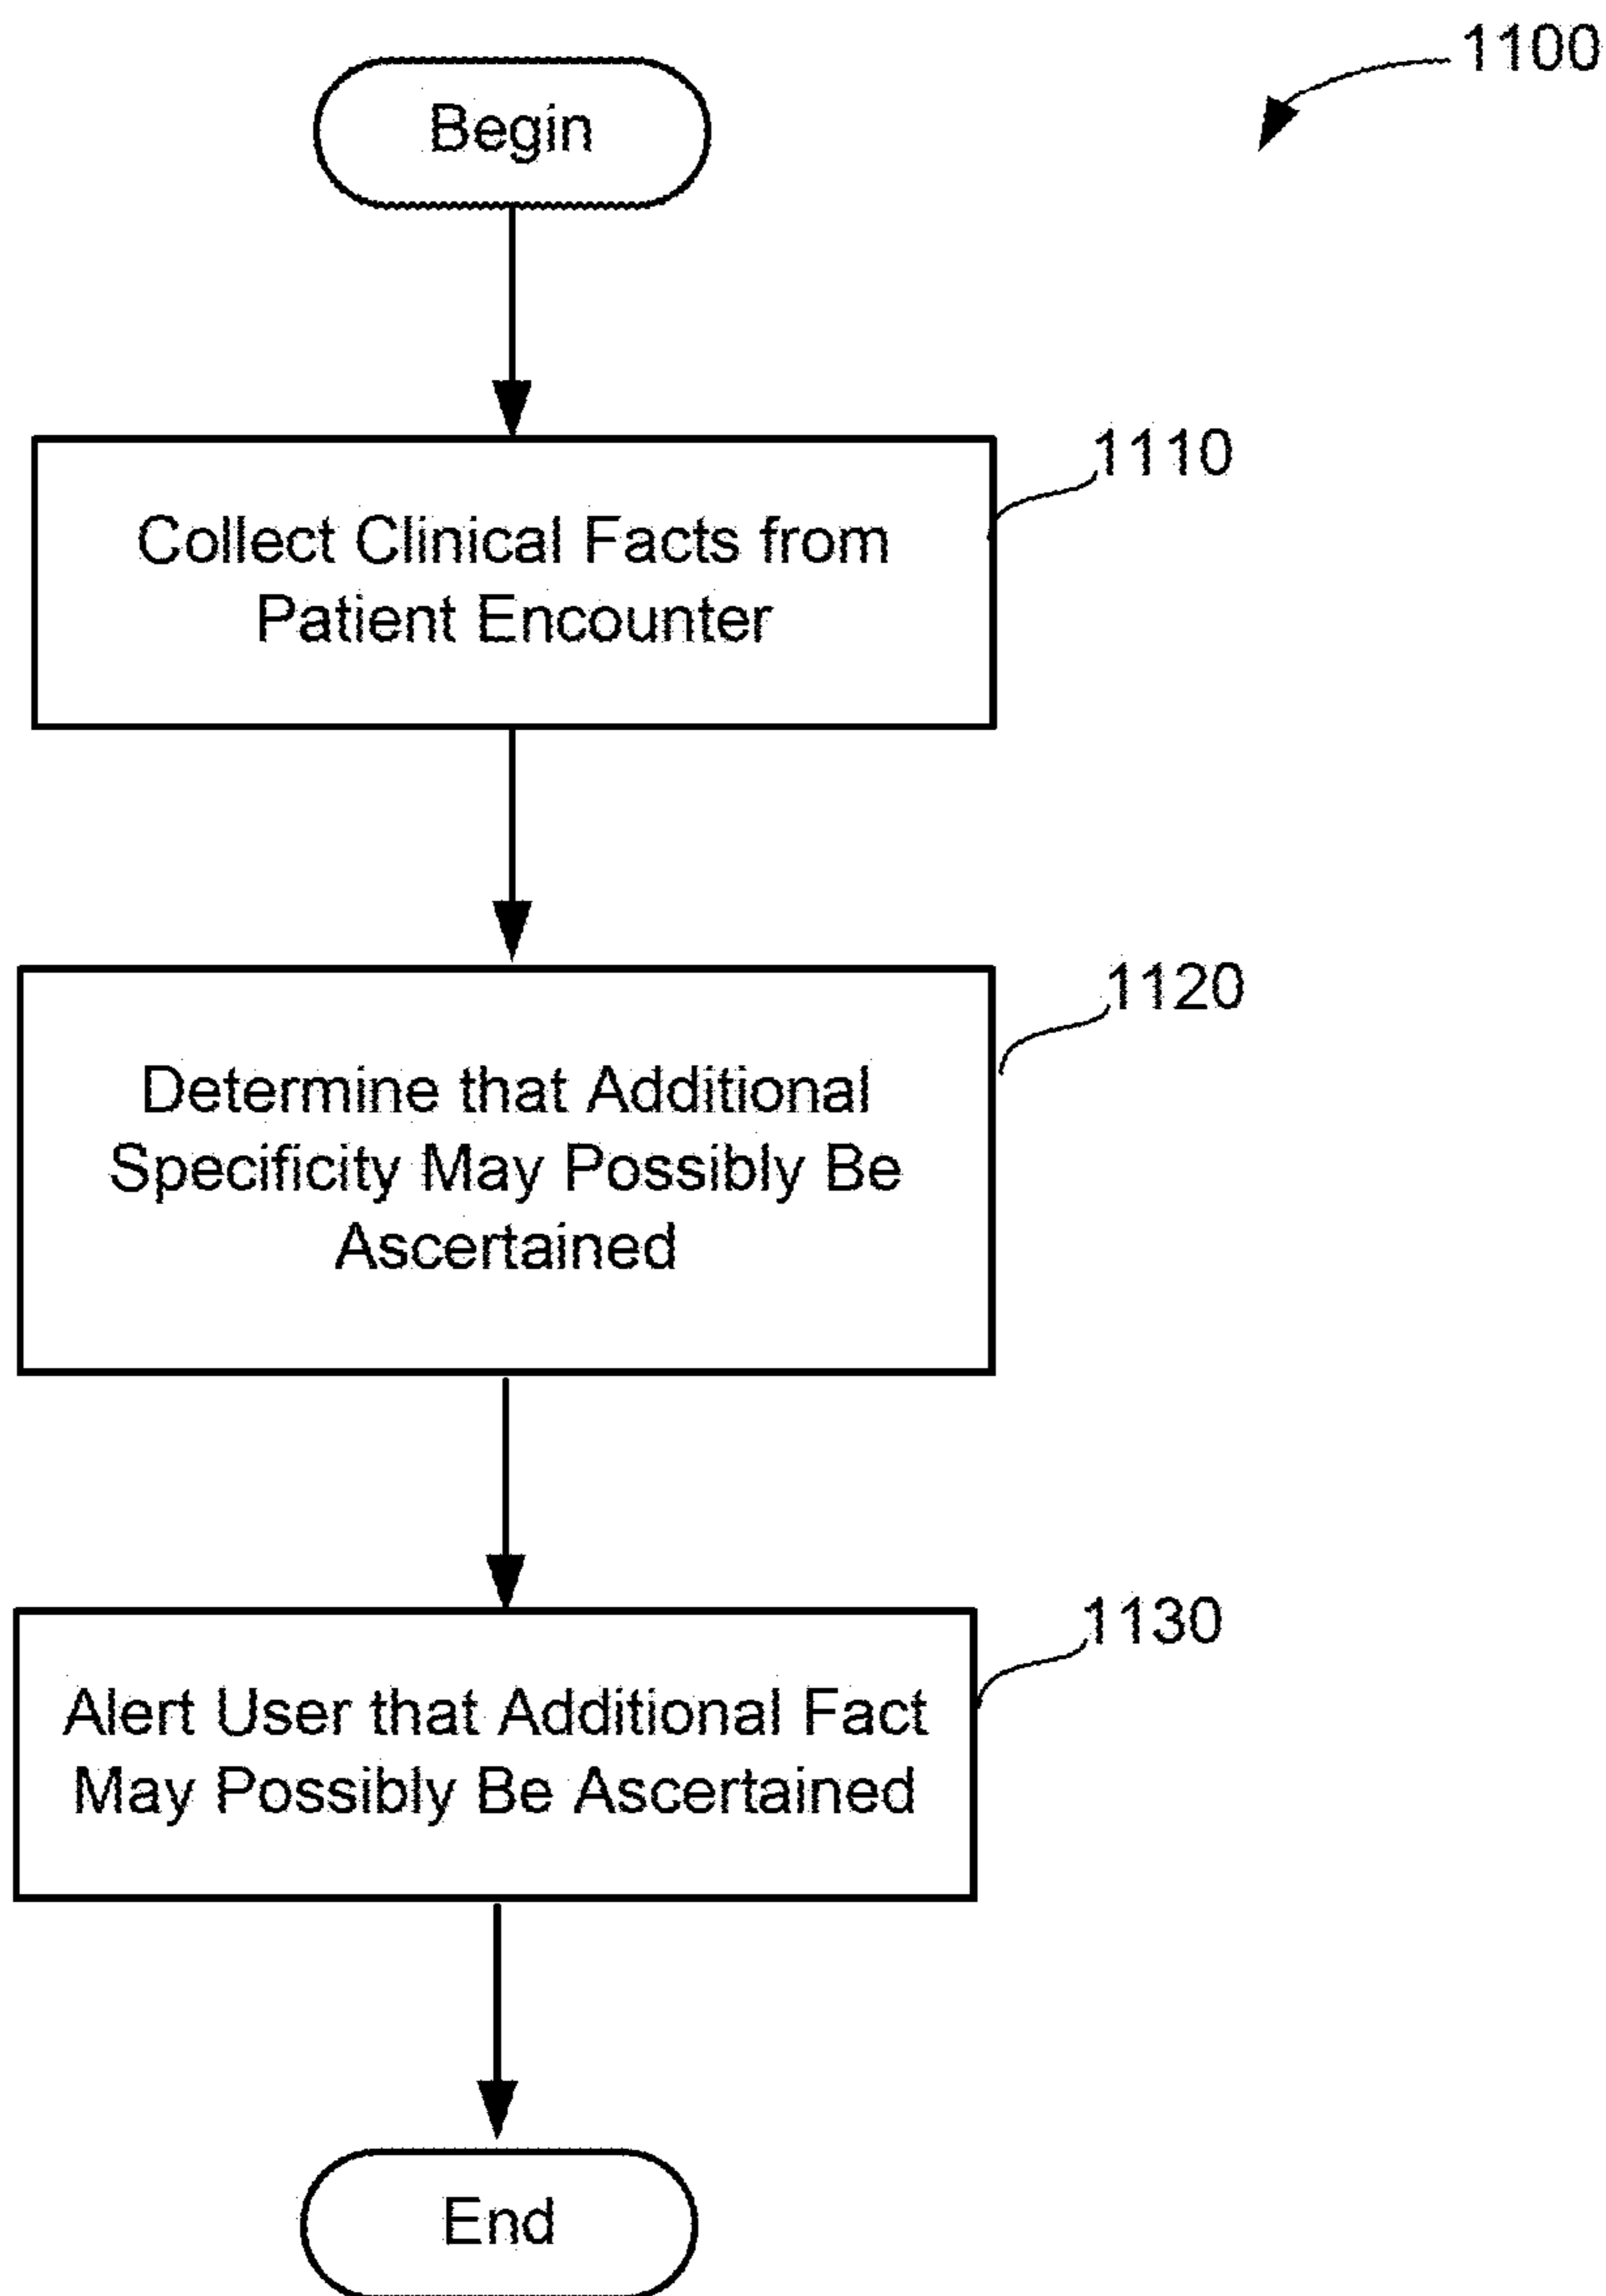 1100
Begin
1110
Collect Clinical Facts from
Patient Encounter
1120
Determine that Additional
Specificity May Possibly Be
Ascertained
1130
Alert User that Additional Fact
May Possibly Be Ascertained
End